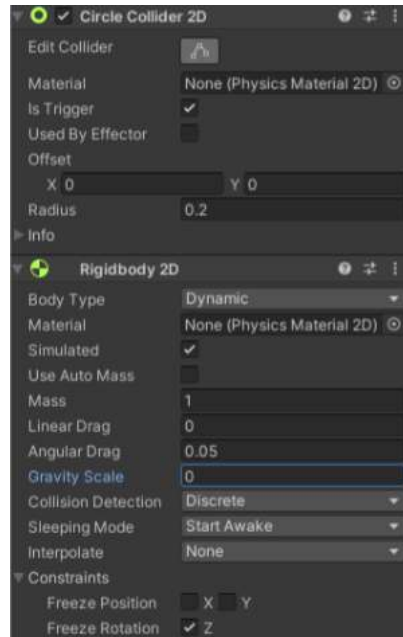 Circle Collider 2D
Edit Collider
Material None (Physics Material 2D)
Is Trigger
Used By Effector
Offset
X 0 Y 0
Radius 0.2
Info
Rigidbody 2D
Body Type Dynamic
Material None (Physics Material 2D)
Simulated
Use Auto Mass
Mass 1
Linear Drag 0
Angular Drag 0.05
Gravity Scale 0
Collision Detection Discrete
Sleeping Mode Start Awake
Interpolate None
Constraints
Freeze Position X Y
Freeze Rotation Z